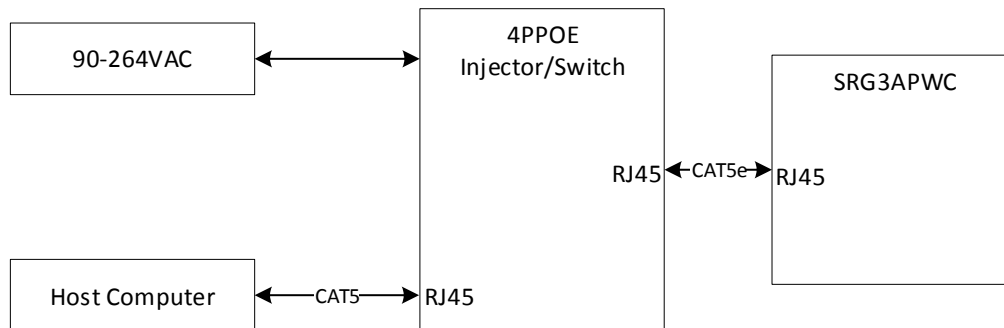 90-264VAC
4PPOE
Injector/Switch
SRG3APWC
RJ45
CAT5e
RJ45
Host Computer
CAT5
RJ45